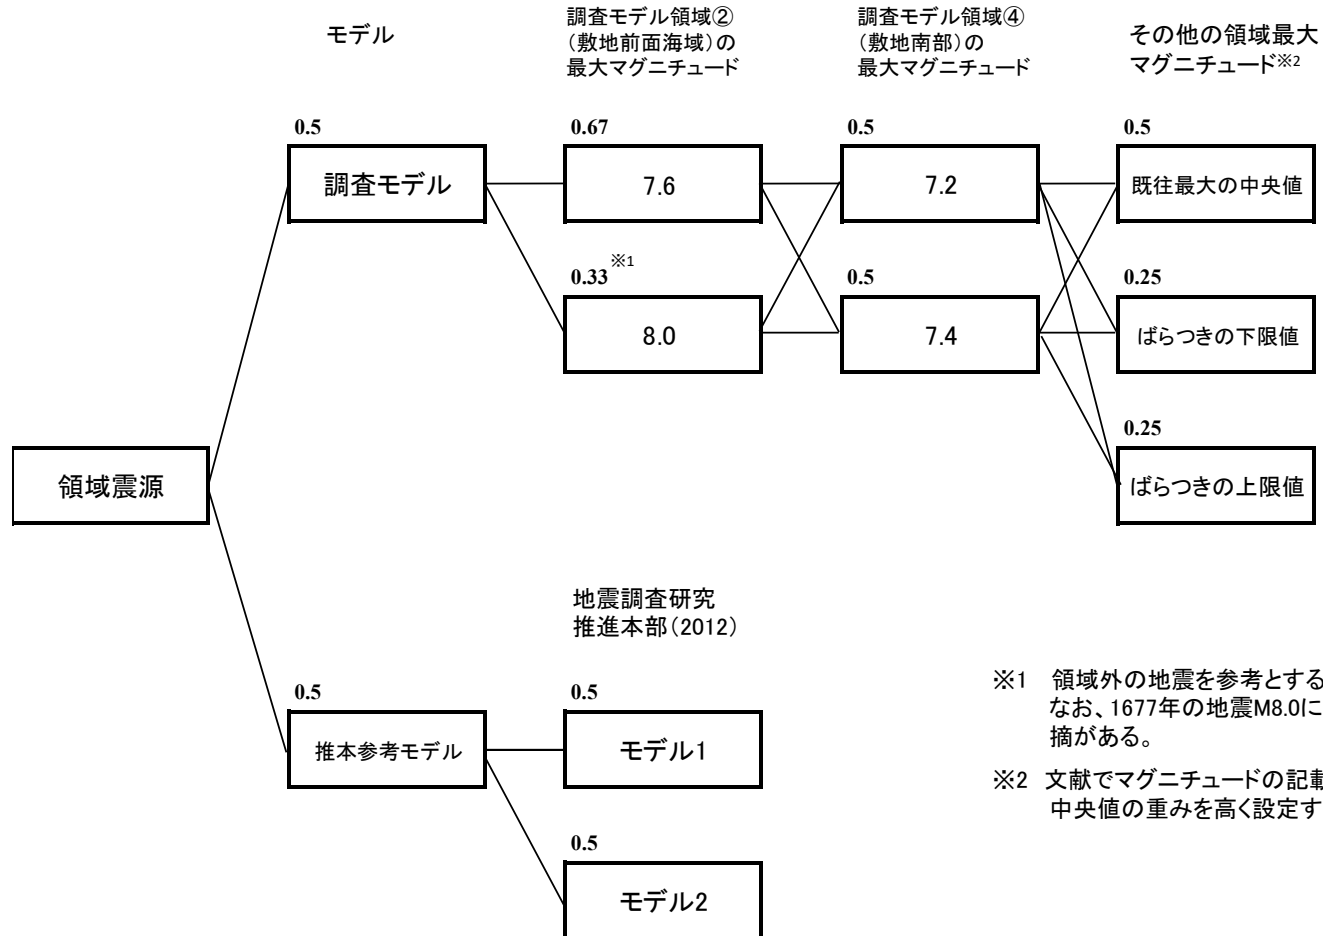 モデル
調査モデル領域②
（敷地前面海域）の
最大マグニチュード
調査モデル領域④
（敷地南部）の
最大マグニチュード
その他の領域最大
マグニチュード※2
0.5
調査モデル
0.67
7.6
0.33※1
8.0
0.5
7.2
0.5
7.4
0.5
既往最大の中央値
0.25
ばらつきの下限値
0.25
ばらつきの上限値
領域震源
地震調査研究
推進本部（2012）
0.5
推本参考モデル
0.5
モデル1
0.5
モデル2
※1 領域外の地震を参考とする
なお、1677年の地震M8.0に
摘がある。
※2 文献でマグニチュードの記
中央値の重みを高く設定す